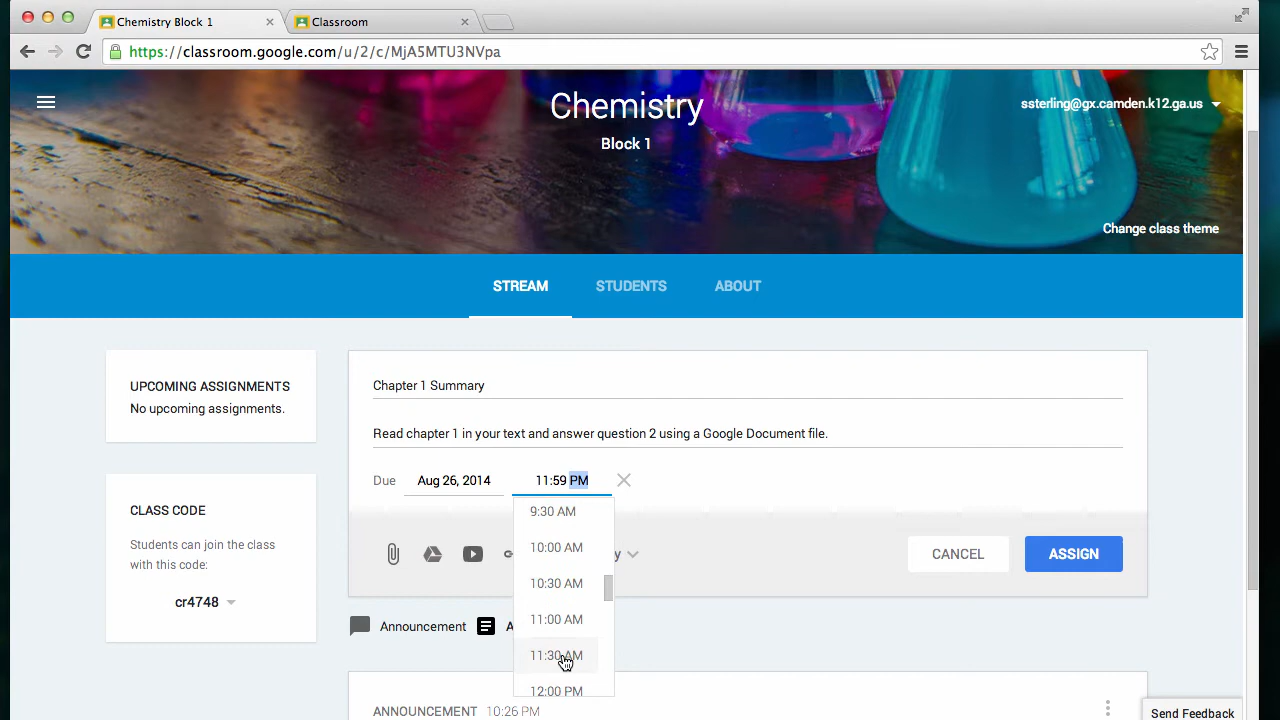 Chemistry Block 1
Classroom
https://classroom.google.com/u/2/c/MjA5MTU3NVpa
Chemistry
ssterling@gx.camden.k12.ga.us
Block 1
Change class theme
STREAM
STUDENTS
ABOUT
UPCOMING ASSIGNMENTS
No upcoming assignments.
CLASS CODE
Students can join the class
with this code:
cr4748
Chapter 1 Summary
Read chapter 1 in your text and answer question 2 using a Google Document file.
Due Aug 26, 2014 11:59 PM
9:30 AM
10:00 AM
10:30 AM
11:00 AM
11:30 AM
12:00 PM
y
CANCEL
ASSIGN
Announcement
A
ANNOUNCEMENT 10:26 PM
Send Feedback